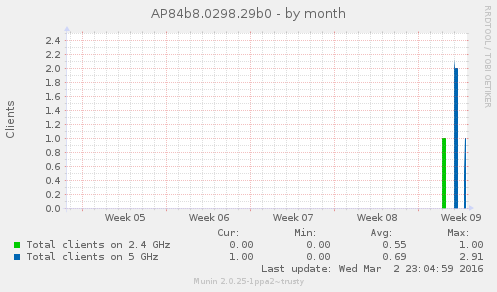 AP84b8.0298.29b0 - by month
RRDTOOL / TOBI OETIKER
Clients
2.4
2.2
2.0
1.8
1.6
1.4
1.2
1.0
0.8
0.6
0.4
0.2
0.0
Week 05 Week 06 Week 07 Week 08 Week 09
Cur: Min: Avg: Max:
Total clients on 2.4 GHz 0.00 0.00 0.55 1.00
Total clients on 5 GHz 1.00 0.00 0.69 2.91
Last update: Wed Mar 2 23:04:59 2016
Munin 2.0.25-1ppa2~trusty